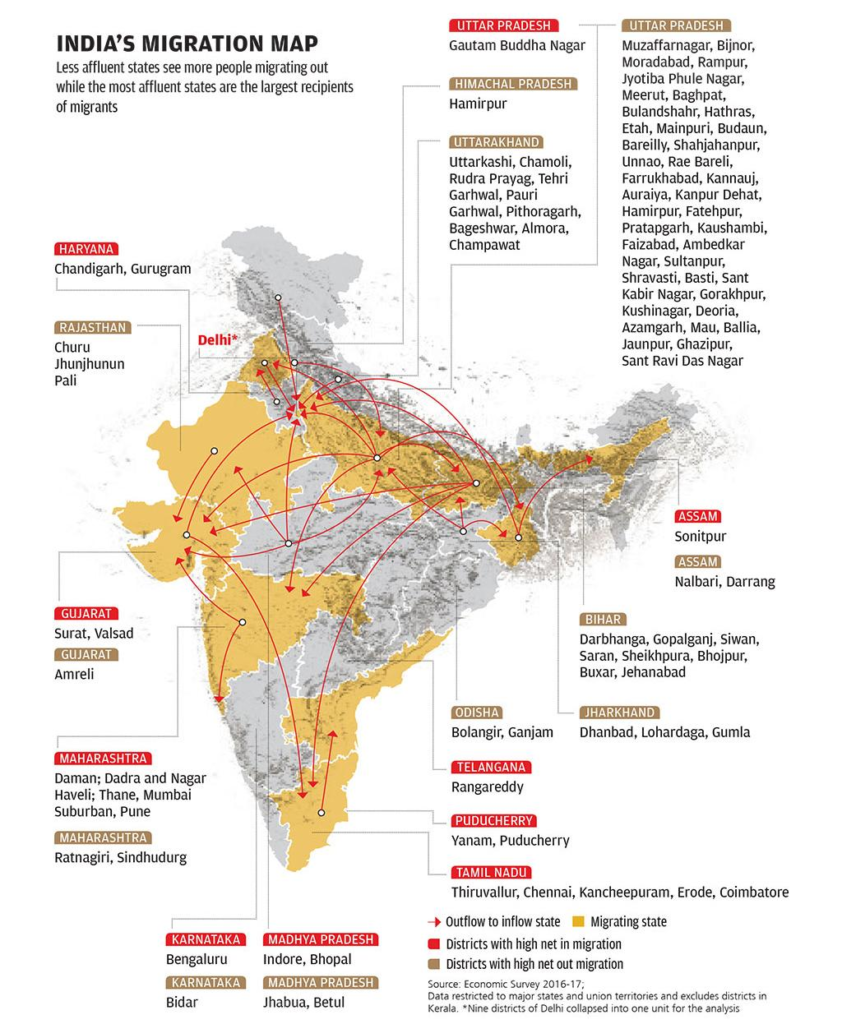 INDIA'S MIGRATION MAP
Less affluent states see more people migrating out
while the most affluent states are the largest recipients
of migrants
UTTAR PRADESH
Gautam Buddha Nagar
HIMACHAL PRADESH
Hamirpur
UTTARAKHAND
Uttarkashi, Chamoli,
Rudra Prayag, Tehri
Garhwal, Pauri
Garhwal, Pithoragarh,
Bageshwar, Almora,
Champawat
UTTAR PRADESH
Muzaffarnagar, Bijnor,
Moradabad, Rampur,
Jyotiba Phule Nagar,
Meerut, Baghpat,
Bulandshahr, Hathras,
Etah, Mainpuri, Budaun,
Bareilly, Shahjahanpur,
Unnao, Rae Bareli,
Farrukhabad, Kannauj,
Auraiya, Kanpur Dehat,
Hamirpur, Fatehpur,
Pratapgarh, Kaushambi,
Faizabad, Ambedkar
Nagar, Sultanpur,
Shravasti, Basti, Sant
Kabir Nagar, Gorakhpur,
Kushinagar, Deoria,
Azamgarh, Mau, Ballia,
Jaunpur, Ghazipur,
Sant Ravi Das Nagar
HARYANA
Chandigarh, Gurugram
RAJASTHAN
Churu
Jhunjhunun
Pali
Delhi*
ASSAM
Sonitpur
ASSAM
Nalbari, Darrang
GUJARAT
Surat, Valsad
GUJARAT
Amreli
BIHAR
Darbhanga, Gopalganj, Siwan,
Saran, Sheikhpura, Bhojpur,
Buxar, Jehanabad
ODISHA
Bolangir, Ganjam
JHARKHAND
Dhanbad, Lohardaga, Gumla
MAHARASHTRA
Daman; Dadra and Nagar
Haveli; Thane, Mumbai
Suburban, Pune
MAHARASHTRA
Ratnagiri, Sindhudurg
TELANGANA
Rangareddy
PUDUCHERRY
Yanam, Puducherry
TAMIL NADU
Thiruvallur, Chennai, Kancheepuram, Erode, Coimbatore
KARNATAKA
Bengaluru
KARNATAKA
Bidar
MADHYA PRADESH
Indore, Bhopal
MADHYA PRADESH
Jhabua, Betul
Outflow to inflow state
Migrating state
Districts with high net in migration
Districts with high net out migration
Source: Economic Survey 2016-17;
Data restricted to major states and union territories and excludes districts in
Kerala. *Nine districts of Delhi collapsed into one unit for the analysis